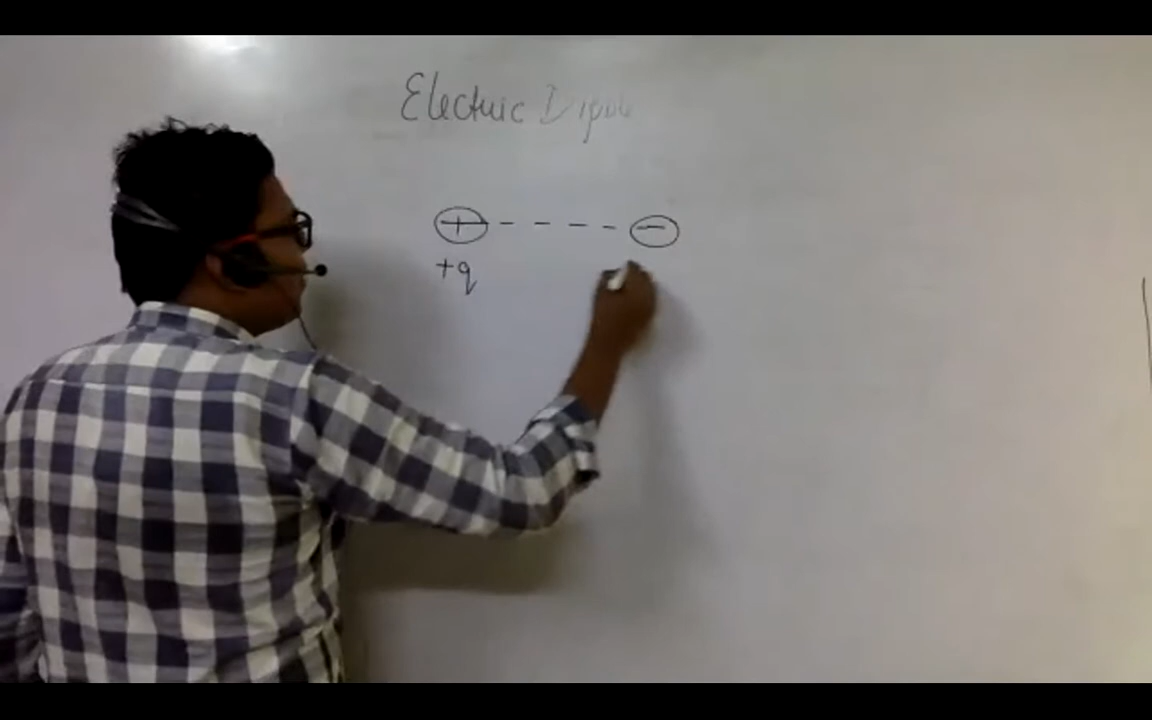 Electric Dipole
+ - - - - −
+q